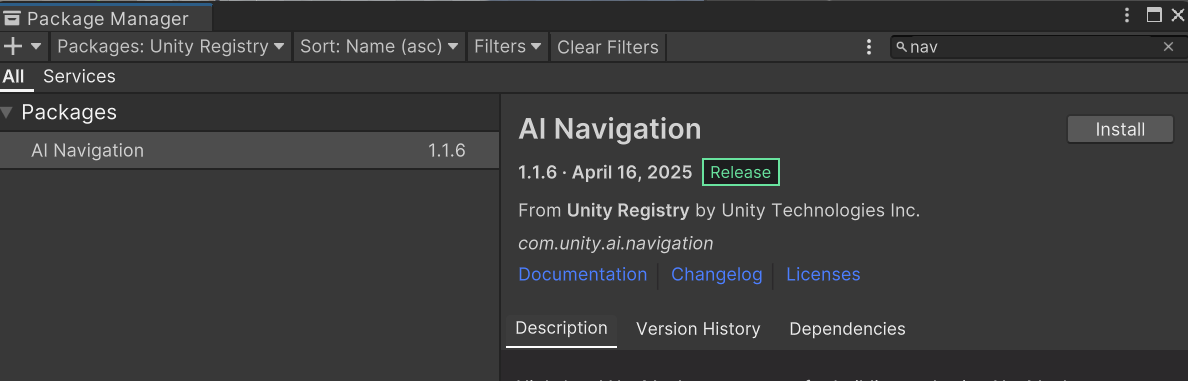 Package Manager
Packages: Unity Registry Sort: Name (asc) Filters Clear Filters nav
All Services
Packages
AI Navigation 1.1.6
AI Navigation Install
1.1.6 · April 16, 2025 Release
From Unity Registry by Unity Technologies Inc.
com.unity.ai.navigation
Documentation Changelog Licenses
Description Version History Dependencies